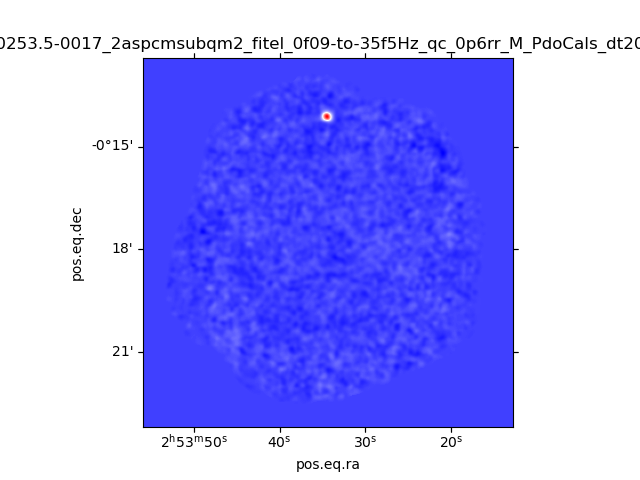 0253.5-0017_2aspcmsubqm2_fitel_0f09-to-35f5Hz_qc_0p6rr_M_PdoCals_dt20
-0°15'
18'
21'
pos.eq.dec
2ʰ53ᵐ50ˢ 40ˢ 30ˢ 20ˢ
pos.eq.ra